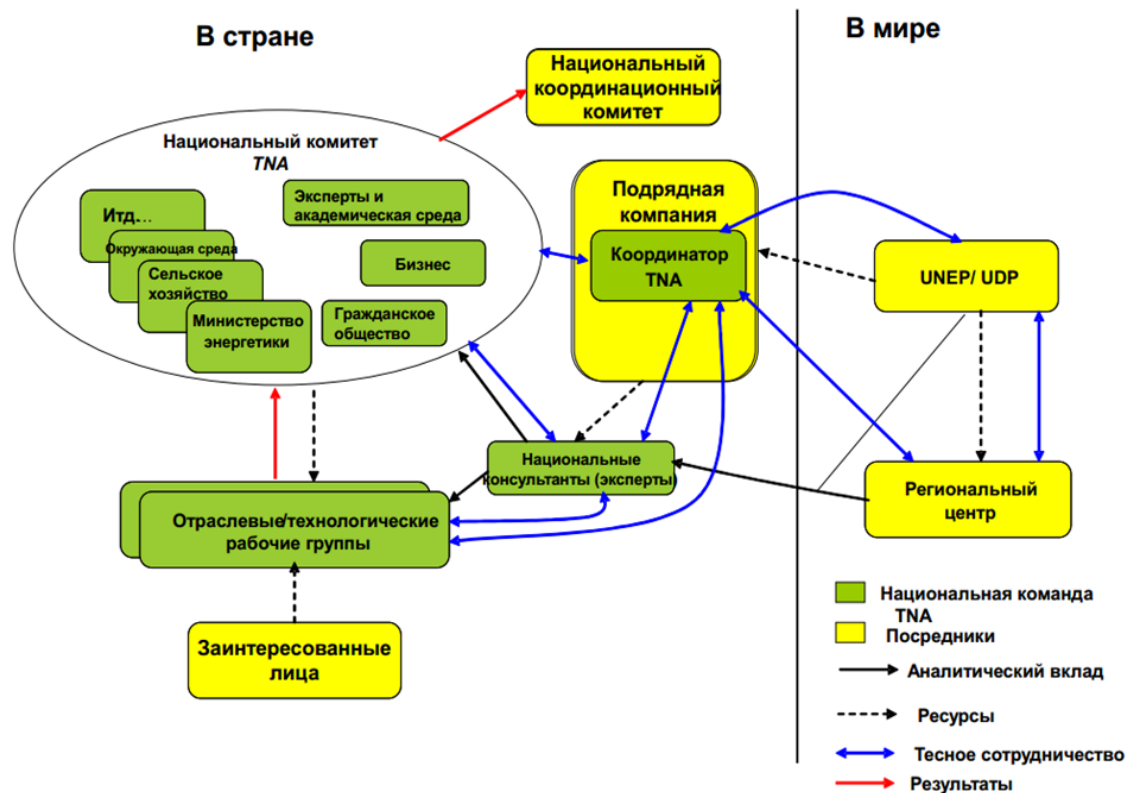 В стране
В мире
Национальный
координационный
комитет
Национальный комитет
TNA
Эксперты и
академическая среда
Итд...
Окружающая среда
Сельское
хозяйство
Министерство
энергетики
Бизнес
Гражданское
общество
Подрядная
компания
Координатор
TNA
UNEP/ UDP
Национальные
консультанты (эксперты)
Региональный
центр
Отраслевые/технологические
рабочие группы
Заинтересованные
лица
Национальная команда
TNA
Посредники
Аналитический вклад
Ресурсы
Тесное сотрудничество
Результаты